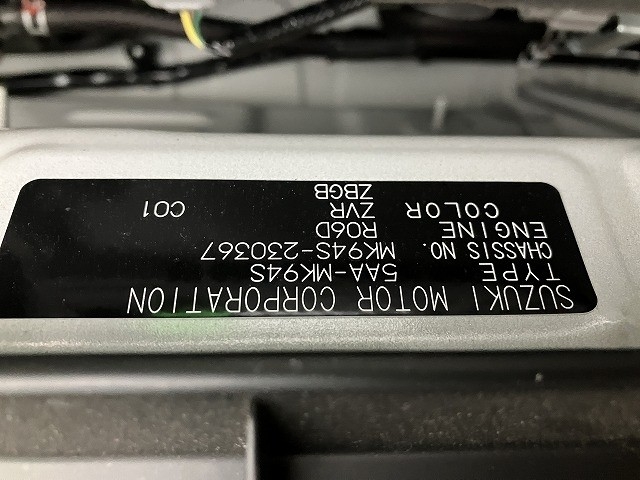 SUZUKI MOTOR CORPORATION
TYPE 5AA-MK94S
CHASSIS NO. MK94S-230367
ENGINE R06D
COLOR ZVR C01
ZBGB